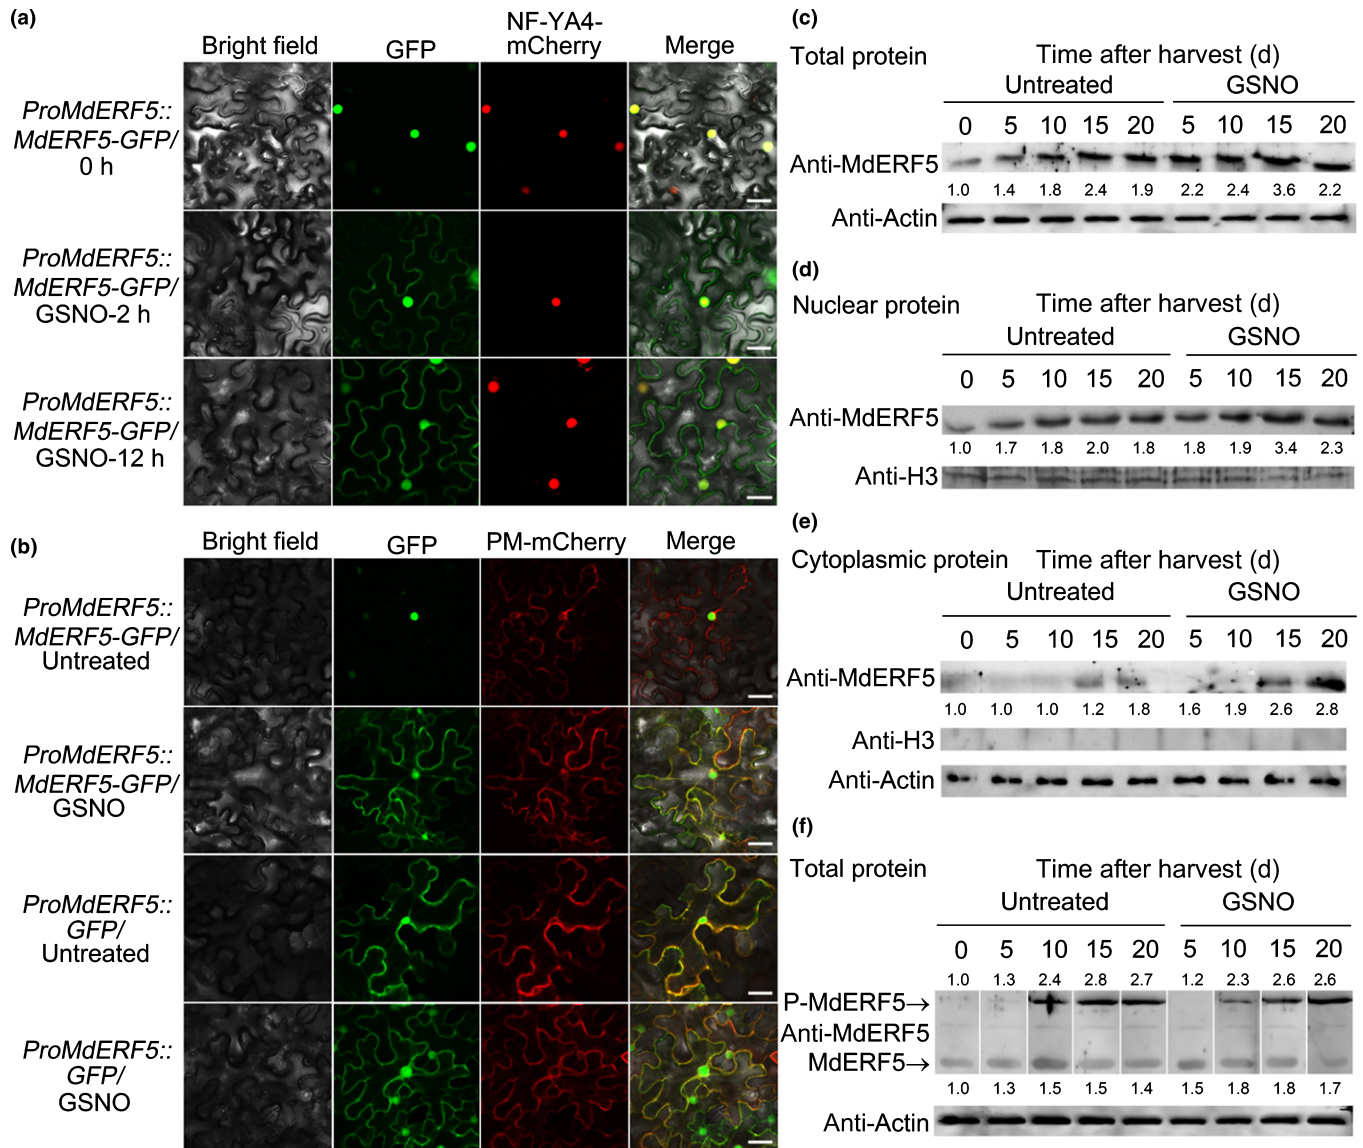 (a)
Bright field GFP NF-YA4-mCherry Merge
ProMdERF5::
MdERF5-GFP/
0 h
ProMdERF5::
MdERF5-GFP/
GSNO-2 h
ProMdERF5::
MdERF5-GFP/
GSNO-12 h
(b)
Bright field GFP PM-mCherry Merge
ProMdERF5::
MdERF5-GFP/
Untreated
ProMdERF5::
MdERF5-GFP/
GSNO
ProMdERF5::
GFP/
Untreated
ProMdERF5::
GFP/
GSNO
(c)
Total protein Time after harvest (d)
Untreated GSNO
0 5 10 15 20 5 10 15 20
Anti-MdERF5
1.0 1.4 1.8 2.4 1.9 2.2 2.4 3.6 2.2
Anti-Actin
(d)
Nuclear protein Time after harvest (d)
Untreated GSNO
0 5 10 15 20 5 10 15 20
Anti-MdERF5
1.0 1.7 1.8 2.0 1.8 1.8 1.9 3.4 2.3
Anti-H3
(e)
Cytoplasmic protein Time after harvest (d)
Untreated GSNO
0 5 10 15 20 5 10 15 20
Anti-MdERF5
1.0 1.0 1.0 1.2 1.8 1.6 1.9 2.6 2.8
Anti-H3
Anti-Actin
(f)
Total protein Time after harvest (d)
Untreated GSNO
0 5 10 15 20 5 10 15 20
1.0 1.3 2.4 2.8 2.7 1.2 2.3 2.6 2.6
P-MdERF5→
Anti-MdERF5
MdERF5→
1.0 1.3 1.5 1.5 1.4 1.5 1.8 1.8 1.7
Anti-Actin